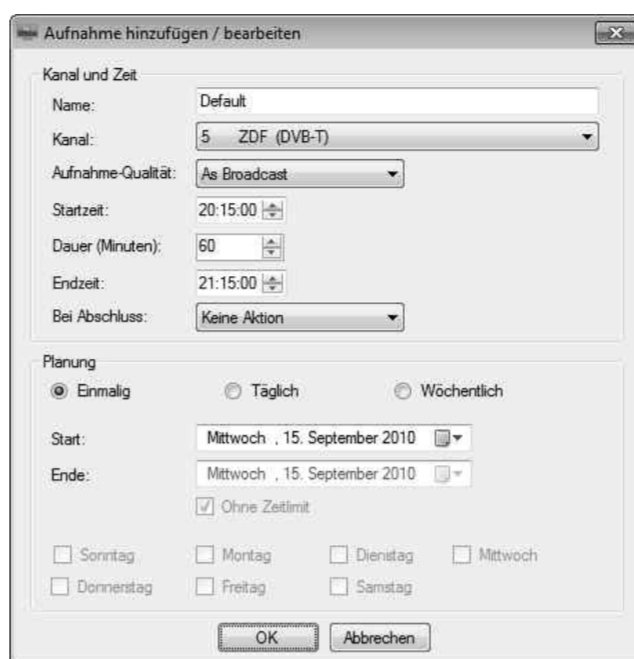 Aufnahme hinzufügen / bearbeiten
Kanal und Zeit
Name: Default
Kanal: 5 ZDF (DVB-T)
Aufnahme-Qualität: As Broadcast
Startzeit: 20:15:00
Dauer (Minuten): 60
Endzeit: 21:15:00
Bei Abschluss: Keine Aktion
Planung
Einmalig Täglich Wöchentlich
Start: Mittwoch , 15. September 2010
Ende: Mittwoch , 15. September 2010
Ohne Zeitlimit
Sonntag Montag Dienstag Mittwoch
Donnerstag Freitag Samstag
OK Abbrechen